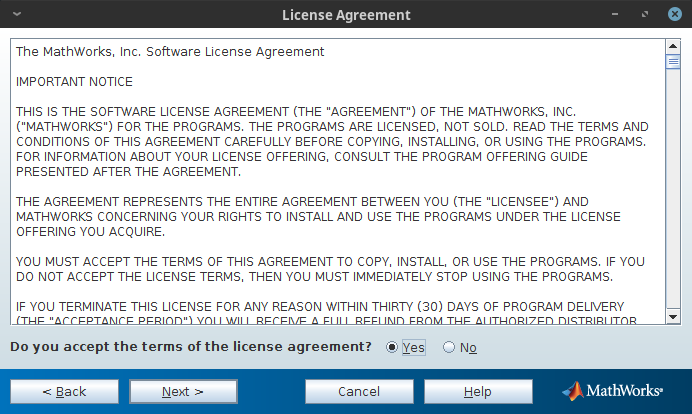 License Agreement
The MathWorks, Inc. Software License Agreement
IMPORTANT NOTICE
THIS IS THE SOFTWARE LICENSE AGREEMENT (THE "AGREEMENT") OF THE MATHWORKS, INC.
("MATHWORKS") FOR THE PROGRAMS. THE PROGRAMS ARE LICENSED, NOT SOLD. READ THE TERMS AND
CONDITIONS OF THIS AGREEMENT CAREFULLY BEFORE COPYING, INSTALLING, OR USING THE PROGRAMS.
FOR INFORMATION ABOUT YOUR LICENSE OFFERING, CONSULT THE PROGRAM OFFERING GUIDE
PRESENTED AFTER THE AGREEMENT.
THE AGREEMENT REPRESENTS THE ENTIRE AGREEMENT BETWEEN YOU (THE "LICENSEE") AND
MATHWORKS CONCERNING YOUR RIGHTS TO INSTALL AND USE THE PROGRAMS UNDER THE LICENSE
OFFERING YOU ACQUIRE.
YOU MUST ACCEPT THE TERMS OF THIS AGREEMENT TO COPY, INSTALL, OR USE THE PROGRAMS. IF YOU
DO NOT ACCEPT THE LICENSE TERMS, THEN YOU MUST IMMEDIATELY STOP USING THE PROGRAMS.
IF YOU TERMINATE THIS LICENSE FOR ANY REASON WITHIN THIRTY (30) DAYS OF PROGRAM DELIVERY
(THE "ACCEPTANCE PERIOD") YOU WILL RECEIVE A FULL REFUND FROM THE AUTHORIZED DISTRIBUTOR
Do you accept the terms of the license agreement? Yes No
< Back Next > Cancel Help MathWorks®